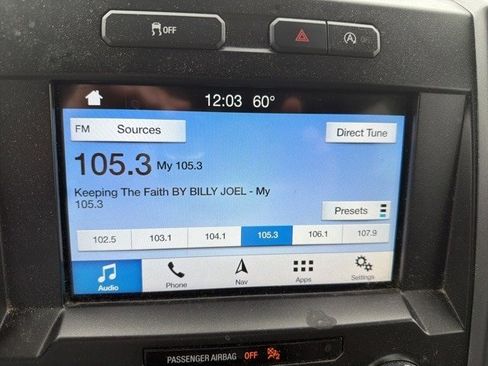 OFF
12:03 60°
FM Sources
Direct Tune
105.3 My 105.3
Keeping The Faith BY BILLY JOEL - My
105.3
Presets
102.5 103.1 104.1 105.3 106.1 107.9
Audio Phone Nav Apps Settings
PASSENGER AIRBAG OFF